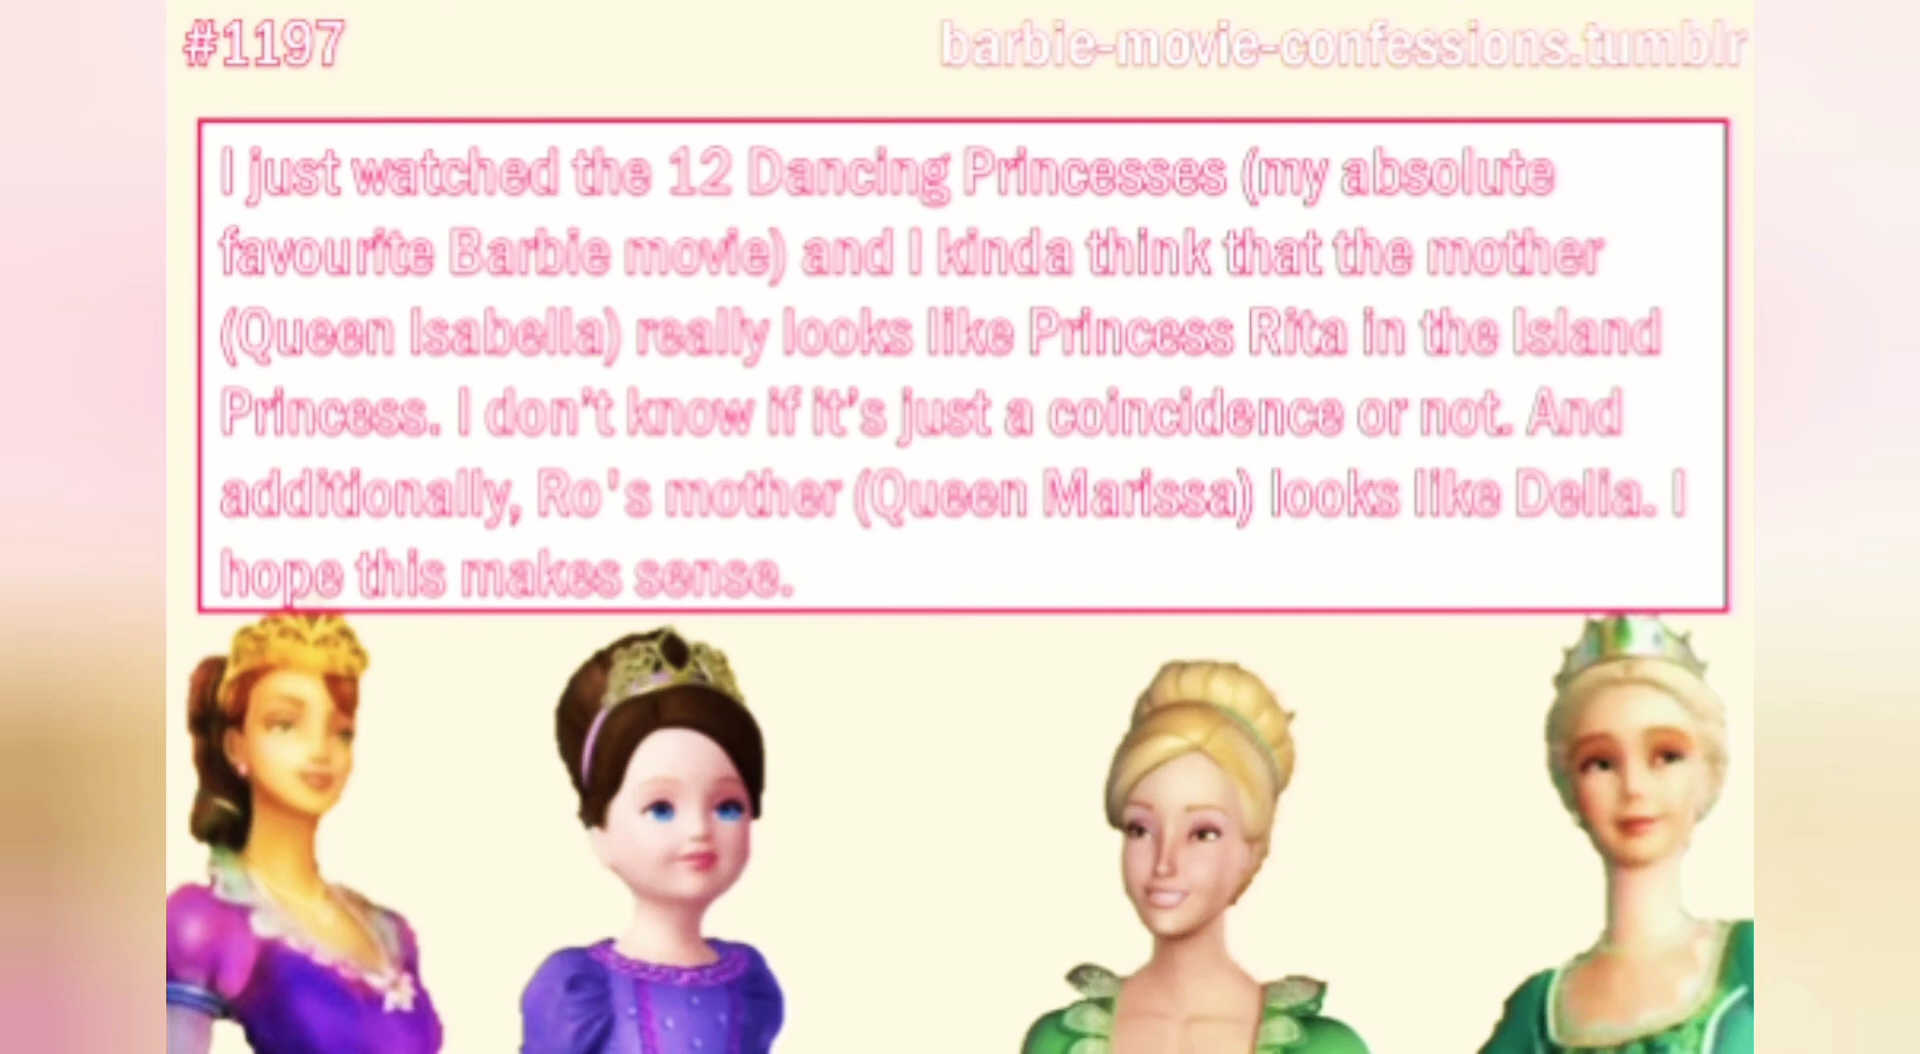 #1197
barbie-movie-confessions.tumblr
I just watched the 12 Dancing Princesses (my absolute
favourite Barbie movie) and I kinda think that the mother
(Queen Isabella) really looks like Princess Rita in the Island
Princess. I don't know if it's just a coincidence or not. And
additionally, Ro's mother (Queen Marissa) looks like Delia. I
hope this makes sense.